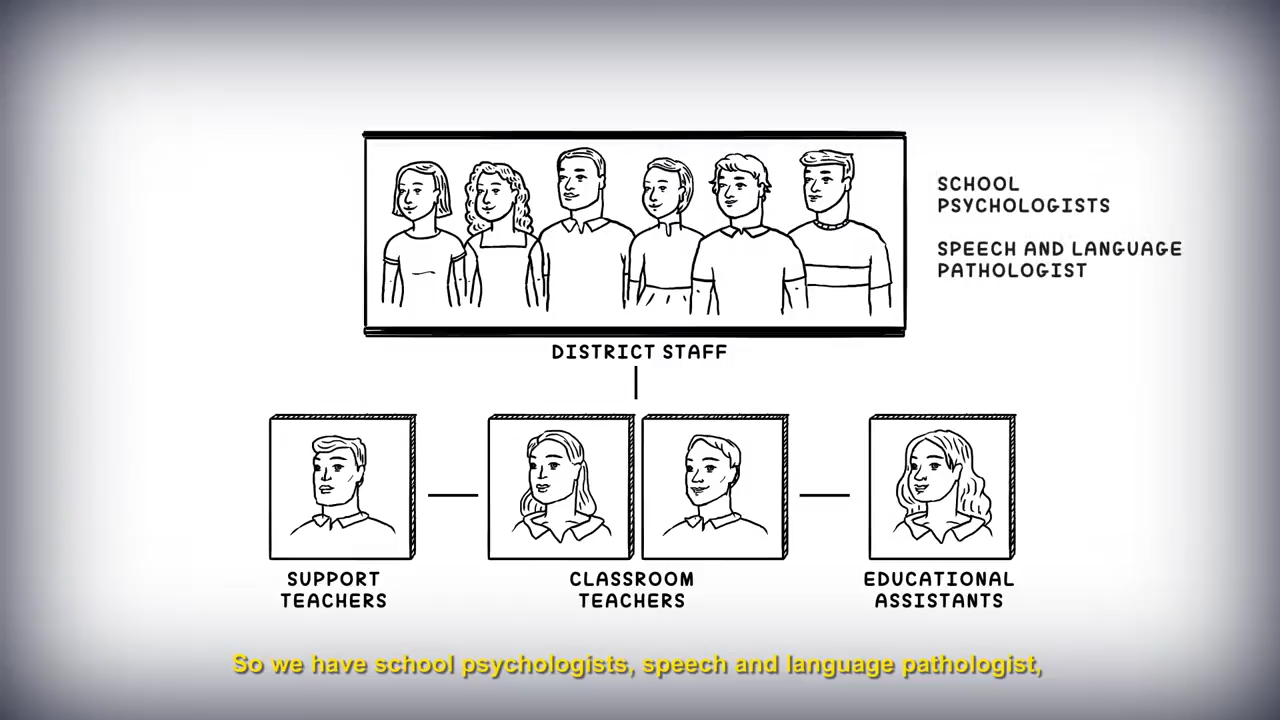 SCHOOL
PSYCHOLOGISTS
SPEECH AND LANGUAGE
PATHOLOGIST
DISTRICT STAFF
SUPPORT
TEACHERS
CLASSROOM
TEACHERS
EDUCATIONAL
ASSISTANTS
So we have school psychologists, speech and language pathologist,